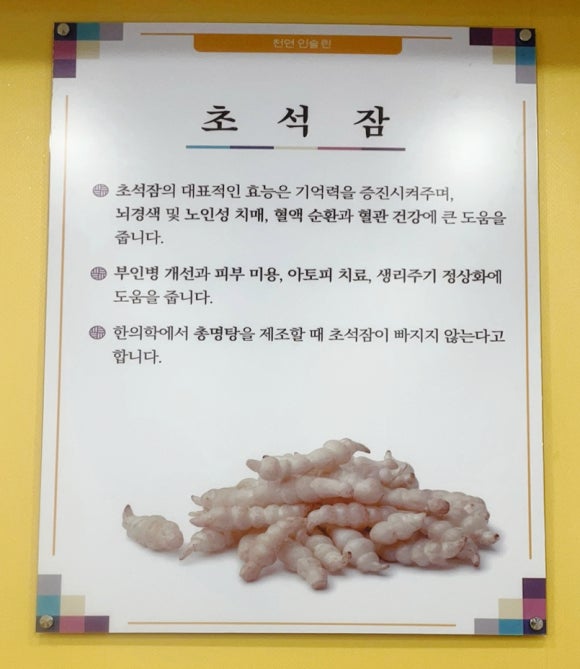 천연 인슐린
초 석 잠
초석잠의 대표적인 효능은 기억력을 증진시켜주며,
뇌경색 및 노인성 치매, 혈액 순환과 혈관 건강에 큰 도움을
줍니다.
부인병 개선과 피부 미용, 아토피 치료, 생리주기 정상화에
도움을 줍니다.
한의학에서 총명탕을 제조할 때 초석잠이 빠지지 않는다고
합니다.